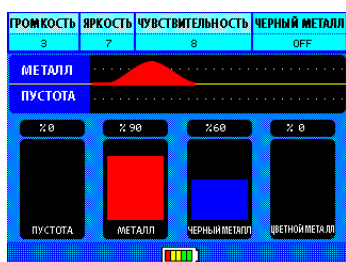 ГРОМКОСТЬ ЯРКОСТЬ ЧУВСТВИТЕЛЬНОСТЬ ЧЕРНЫЙ МЕТАЛЛ
3 7 8 OFF
МЕТАЛЛ
ПУСТОТА
%0 %90 %60 %0
ПУСТОТА МЕТАЛЛ ЧЕРНЫЙ МЕТАЛЛ ЦВЕТНОЙ МЕТАЛЛ